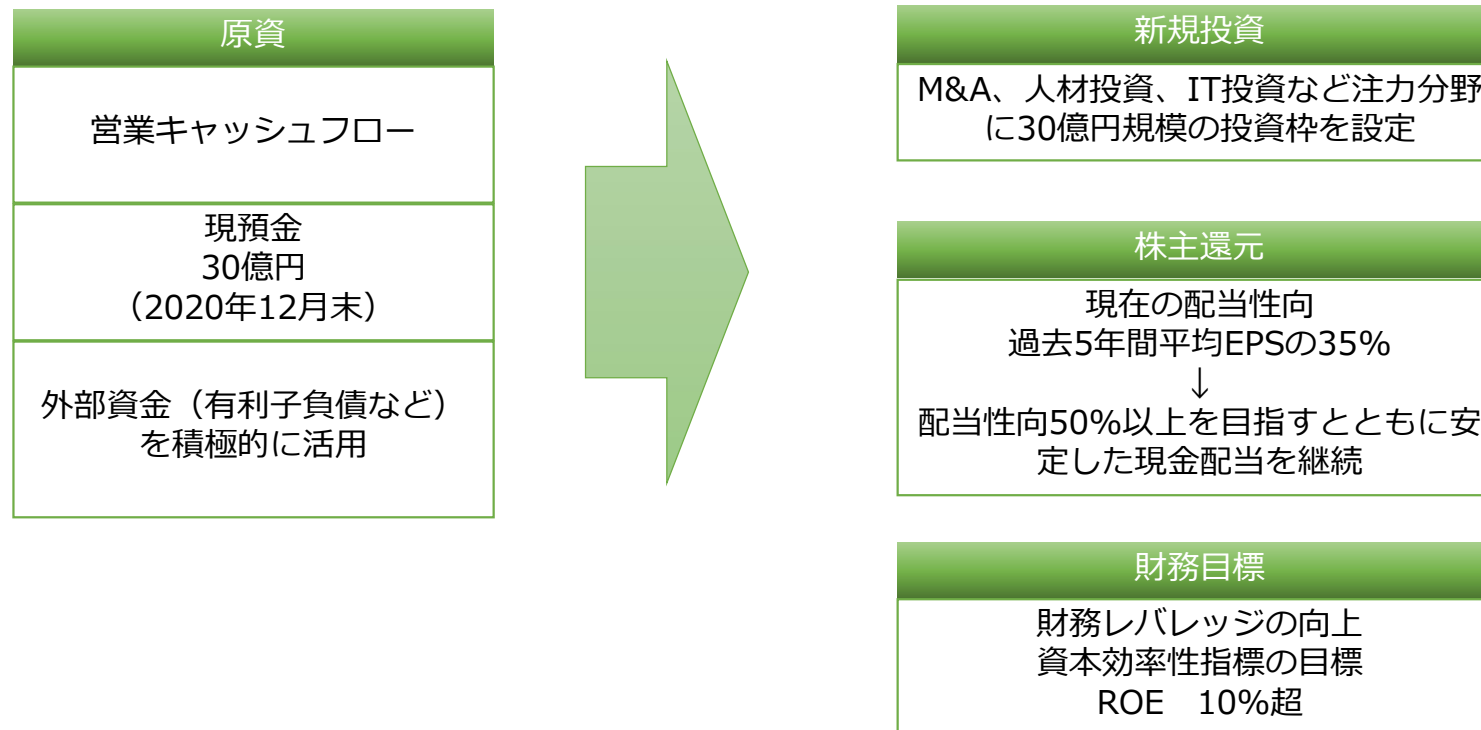 原資
営業キャッシュフロー
現預金
30億円
（2020年12月末）
外部資金（有利子負債など）
を積極的に活用
新規投資
M&A、人材投資、IT投資など注力分野
に30億円規模の投資枠を設定
株主還元
現在の配当性向
過去5年間平均EPSの35%
↓
配当性向50%以上を目指すとともに安
定した現金配当を継続
財務目標
財務レバレッジの向上
資本効率性指標の目標
ROE　10%超